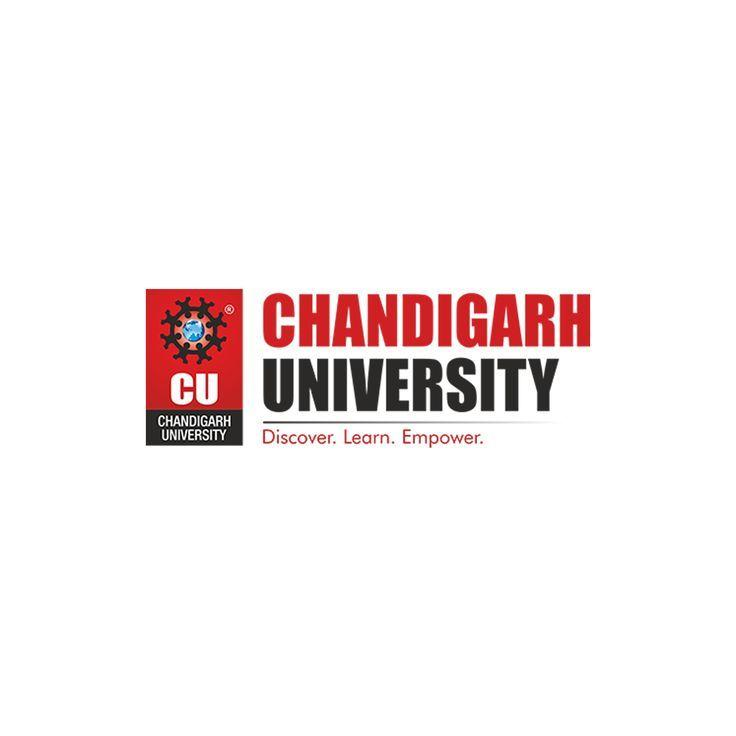 ®
CU
CHANDIGARH
UNIVERSITY
CHANDIGARH
UNIVERSITY
Discover. Learn. Empower.